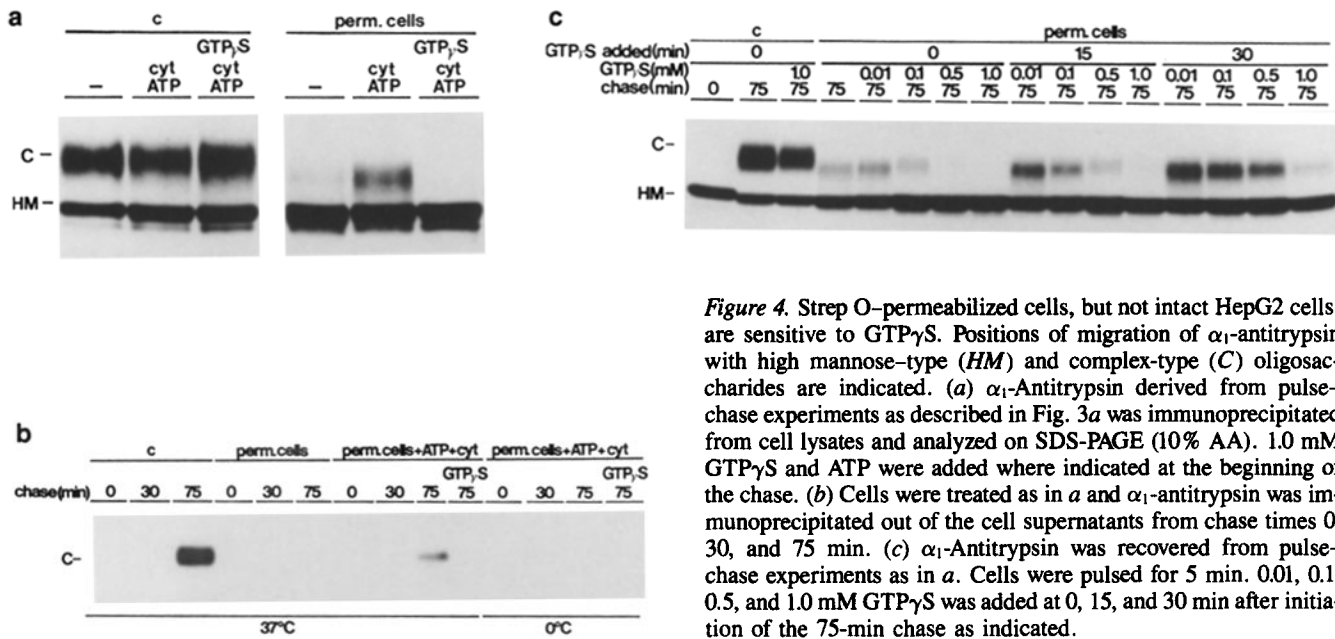 a
c
perm. cells
GTPγS
GTPγS
cyt
cyt
cyt
cyt
ATP
ATP
ATP
ATP
–
–
C –
HM –
c
c
perm. cells
GTPγS added(min)
0
0
15
30
GTPγS(mM)
1.0
0.01 0.1 0.5 1.0
0.01 0.1 0.5 1.0
0.01 0.1 0.5 1.0
chase(min)
0 75 75 75 75 75 75 75 75 75 75 75 75 75 75 75
C –
HM –
b
c
perm.cells
perm.cells+ATP+cyt
perm.cells+ATP+cyt
GTPγS
GTPγS
chase(min) 0 30 75 0 30 75 0 30 75 75 0 30 75 75
C–
37°C
0°C
Figure 4. Strep O–permeabilized cells, but not intact HepG2 cells
are sensitive to GTPγS. Positions of migration of α₁-antitrypsin
with high mannose–type (HM) and complex-type (C) oligosac-
charides are indicated. (a) α₁-Antitrypsin derived from pulse-
chase experiments as described in Fig. 3a was immunoprecipitated
from cell lysates and analyzed on SDS-PAGE (10% AA). 1.0 mM
GTPγS and ATP were added where indicated at the beginning o
the chase. (b) Cells were treated as in a and α₁-antitrypsin was im-
munoprecipitated out of the cell supernatants from chase times 0
30, and 75 min. (c) α₁-Antitrypsin was recovered from pulse-
chase experiments as in a. Cells were pulsed for 5 min. 0.01, 0.1
0.5, and 1.0 mM GTPγS was added at 0, 15, and 30 min after initia-
tion of the 75-min chase as indicated.